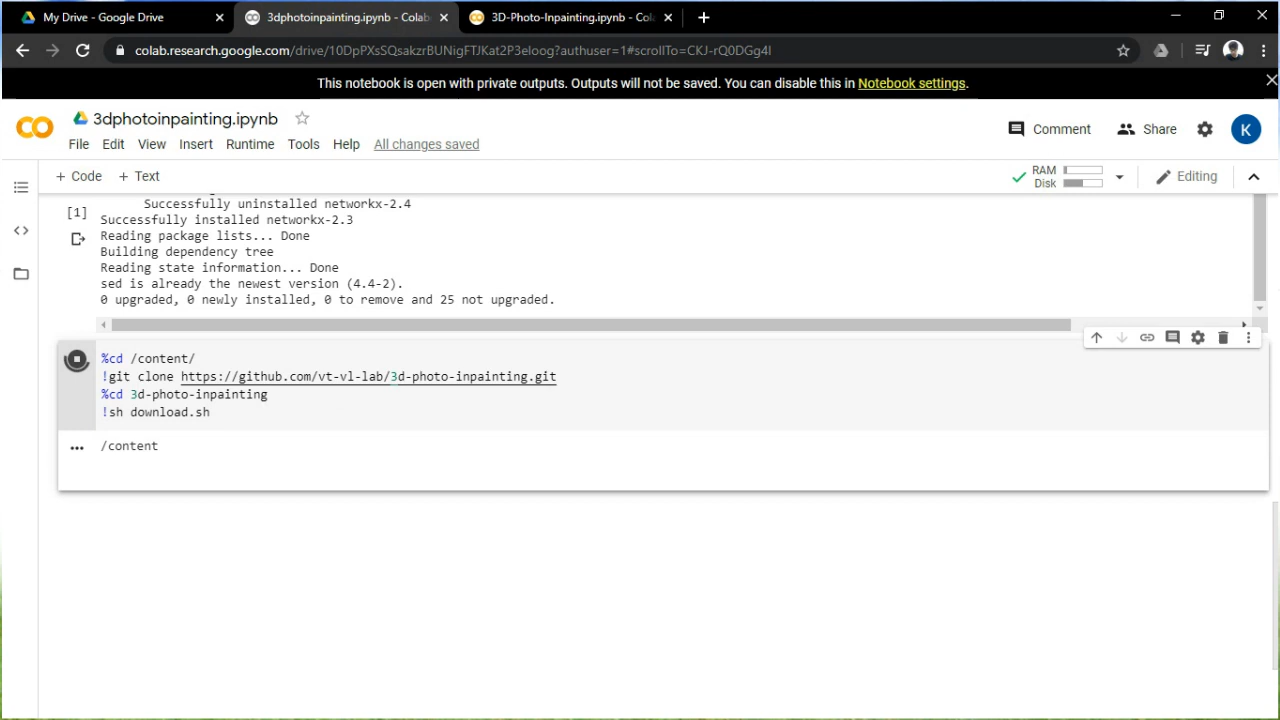 My Drive - Google Drive
3dphotoinpainting.ipynb - Colab
3D-Photo-Inpainting.ipynb - Cola
colab.research.google.com/drive/10DpPXsSQsakzrBUNigFTJKat2P3eloog?authuser=1#scrollTo=CKJ-rQ0DGg4I
This notebook is open with private outputs. Outputs will not be saved. You can disable this in Notebook settings.
CO 3dphotoinpainting.ipynb
Comment Share K
File Edit View Insert Runtime Tools Help All changes saved
+ Code + Text
RAM
Disk
Editing
Successfully uninstalled networkx-2.4
[1]
Successfully installed networkx-2.3
Reading package lists... Done
Building dependency tree
Reading state information... Done
sed is already the newest version (4.4-2).
0 upgraded, 0 newly installed, 0 to remove and 25 not upgraded.
%cd /content/
!git clone https://github.com/vt-vl-lab/3d-photo-inpainting.git
%cd 3d-photo-inpainting
!sh download.sh
/content